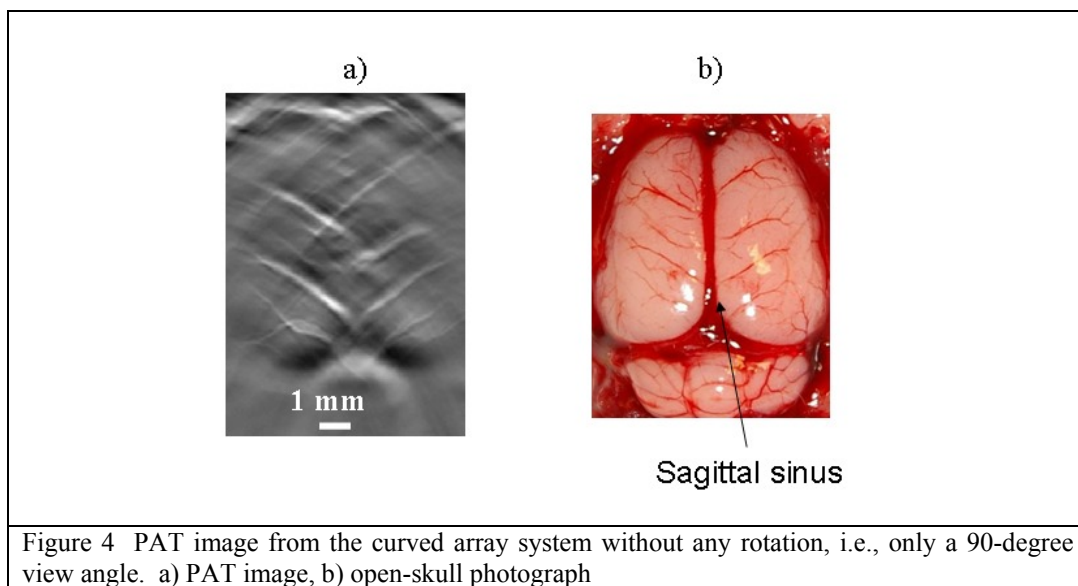 a)
b)
1 mm
Sagittal sinus
Figure 4 PAT image from the curved array system without any rotation, i.e., only a 90-degree
view angle. a) PAT image, b) open-skull photograph